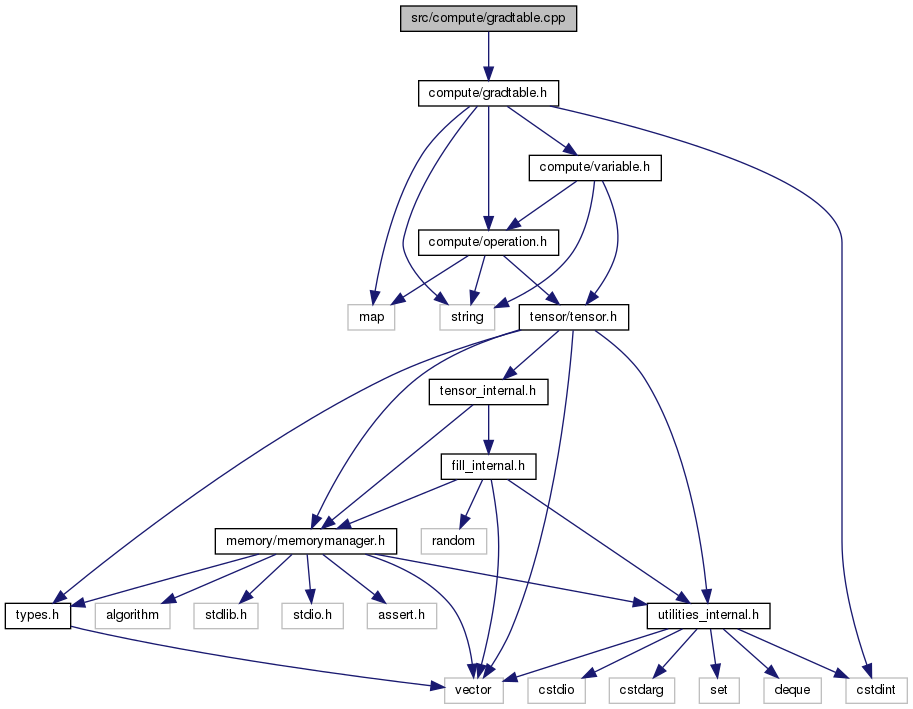 src/compute/gradtable.cpp
compute/gradtable.h
compute/variable.h
compute/operation.h
map
string
tensor/tensor.h
tensor_internal.h
fill_internal.h
memory/memorymanager.h
random
types.h
algorithm
stdlib.h
stdio.h
assert.h
utilities_internal.h
vector
cstdio
cstdarg
set
deque
cstdint